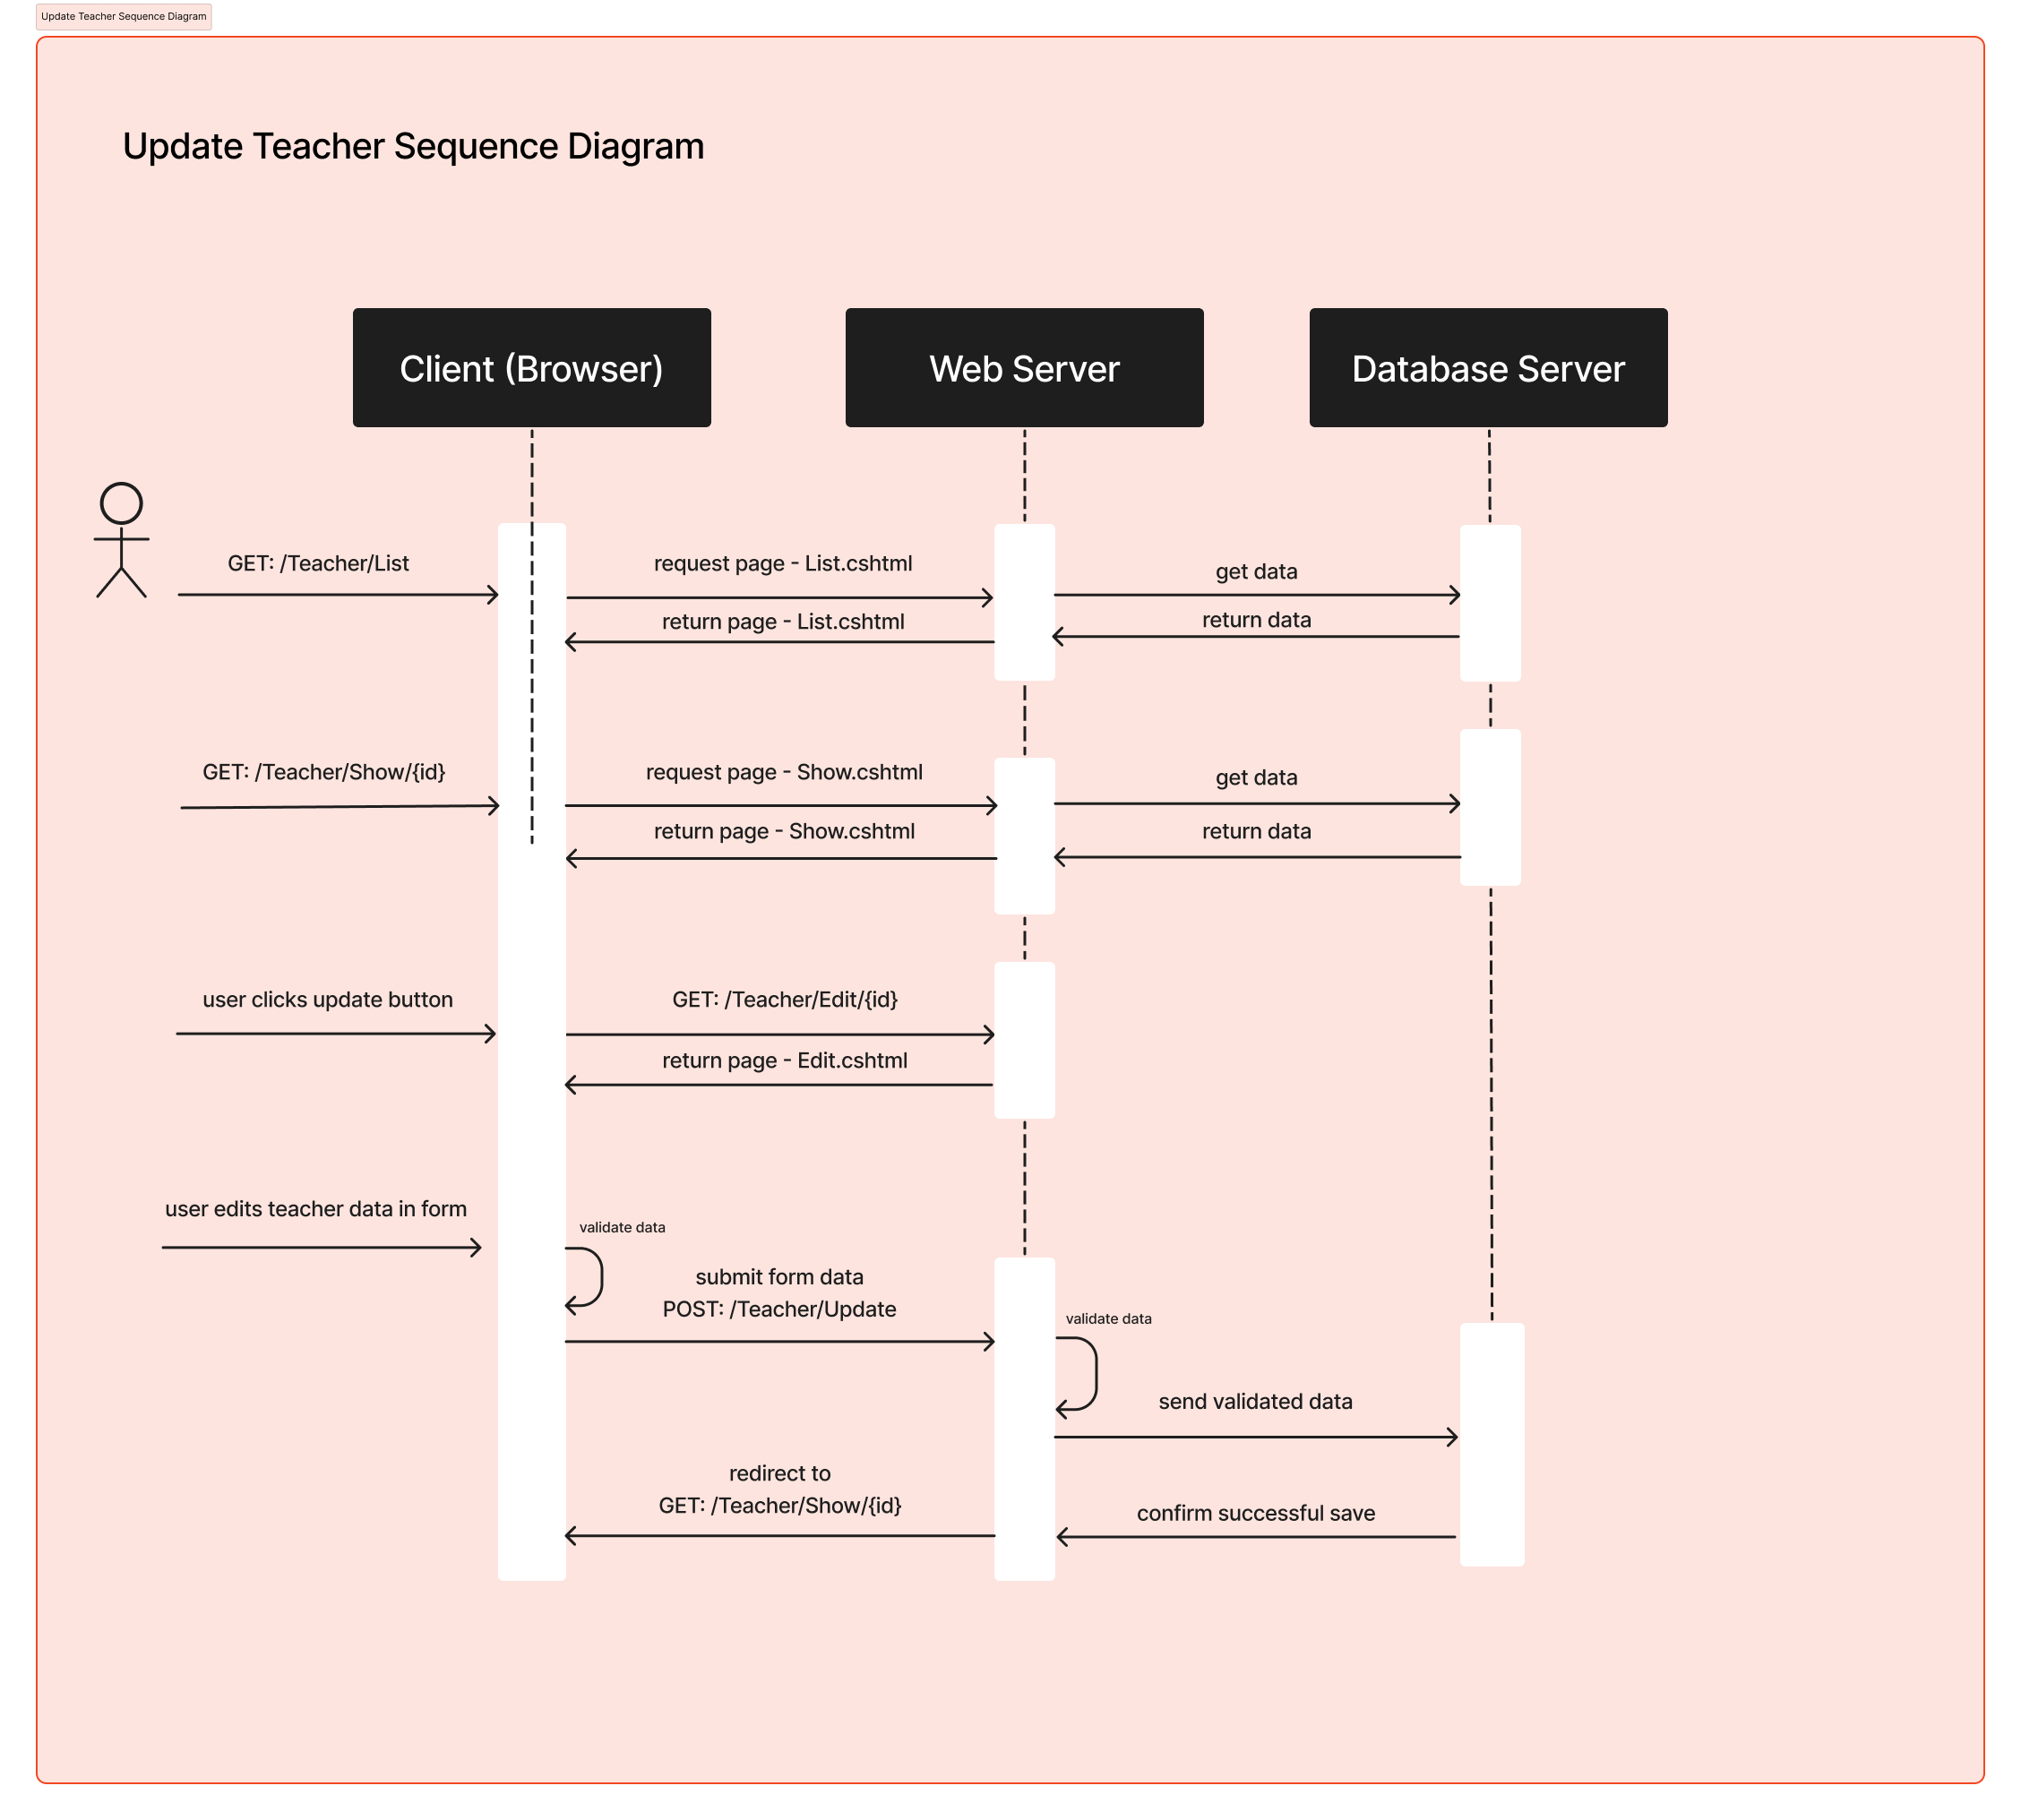 Update Teacher Sequence Diagram
Update Teacher Sequence Diagram
Client (Browser)
Web Server
Database Server
GET: /Teacher/List
request page - List.cshtml
get data
return page - List.cshtml
return data
GET: /Teacher/Show/{id}
request page - Show.cshtml
get data
return page - Show.cshtml
return data
user clicks update button
GET: /Teacher/Edit/{id}
return page - Edit.cshtml
user edits teacher data in form
validate data
submit form data
POST: /Teacher/Update
validate data
send validated data
redirect to
GET: /Teacher/Show/{id}
confirm successful save